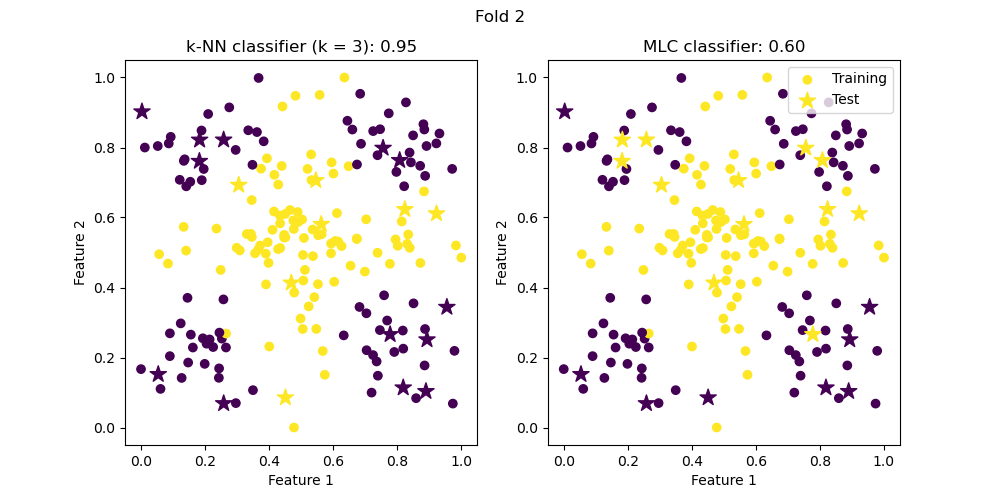 Fold 2
k-NN classifier (k = 3): 0.95
MLC classifier: 0.60
Training
Test
1.0
0.8
0.6
0.4
0.2
0.0
Feature 2
0.0 0.2 0.4 0.6 0.8 1.0
Feature 1
1.0
0.8
0.6
0.4
0.2
0.0
Feature 2
0.0 0.2 0.4 0.6 0.8 1.0
Feature 1